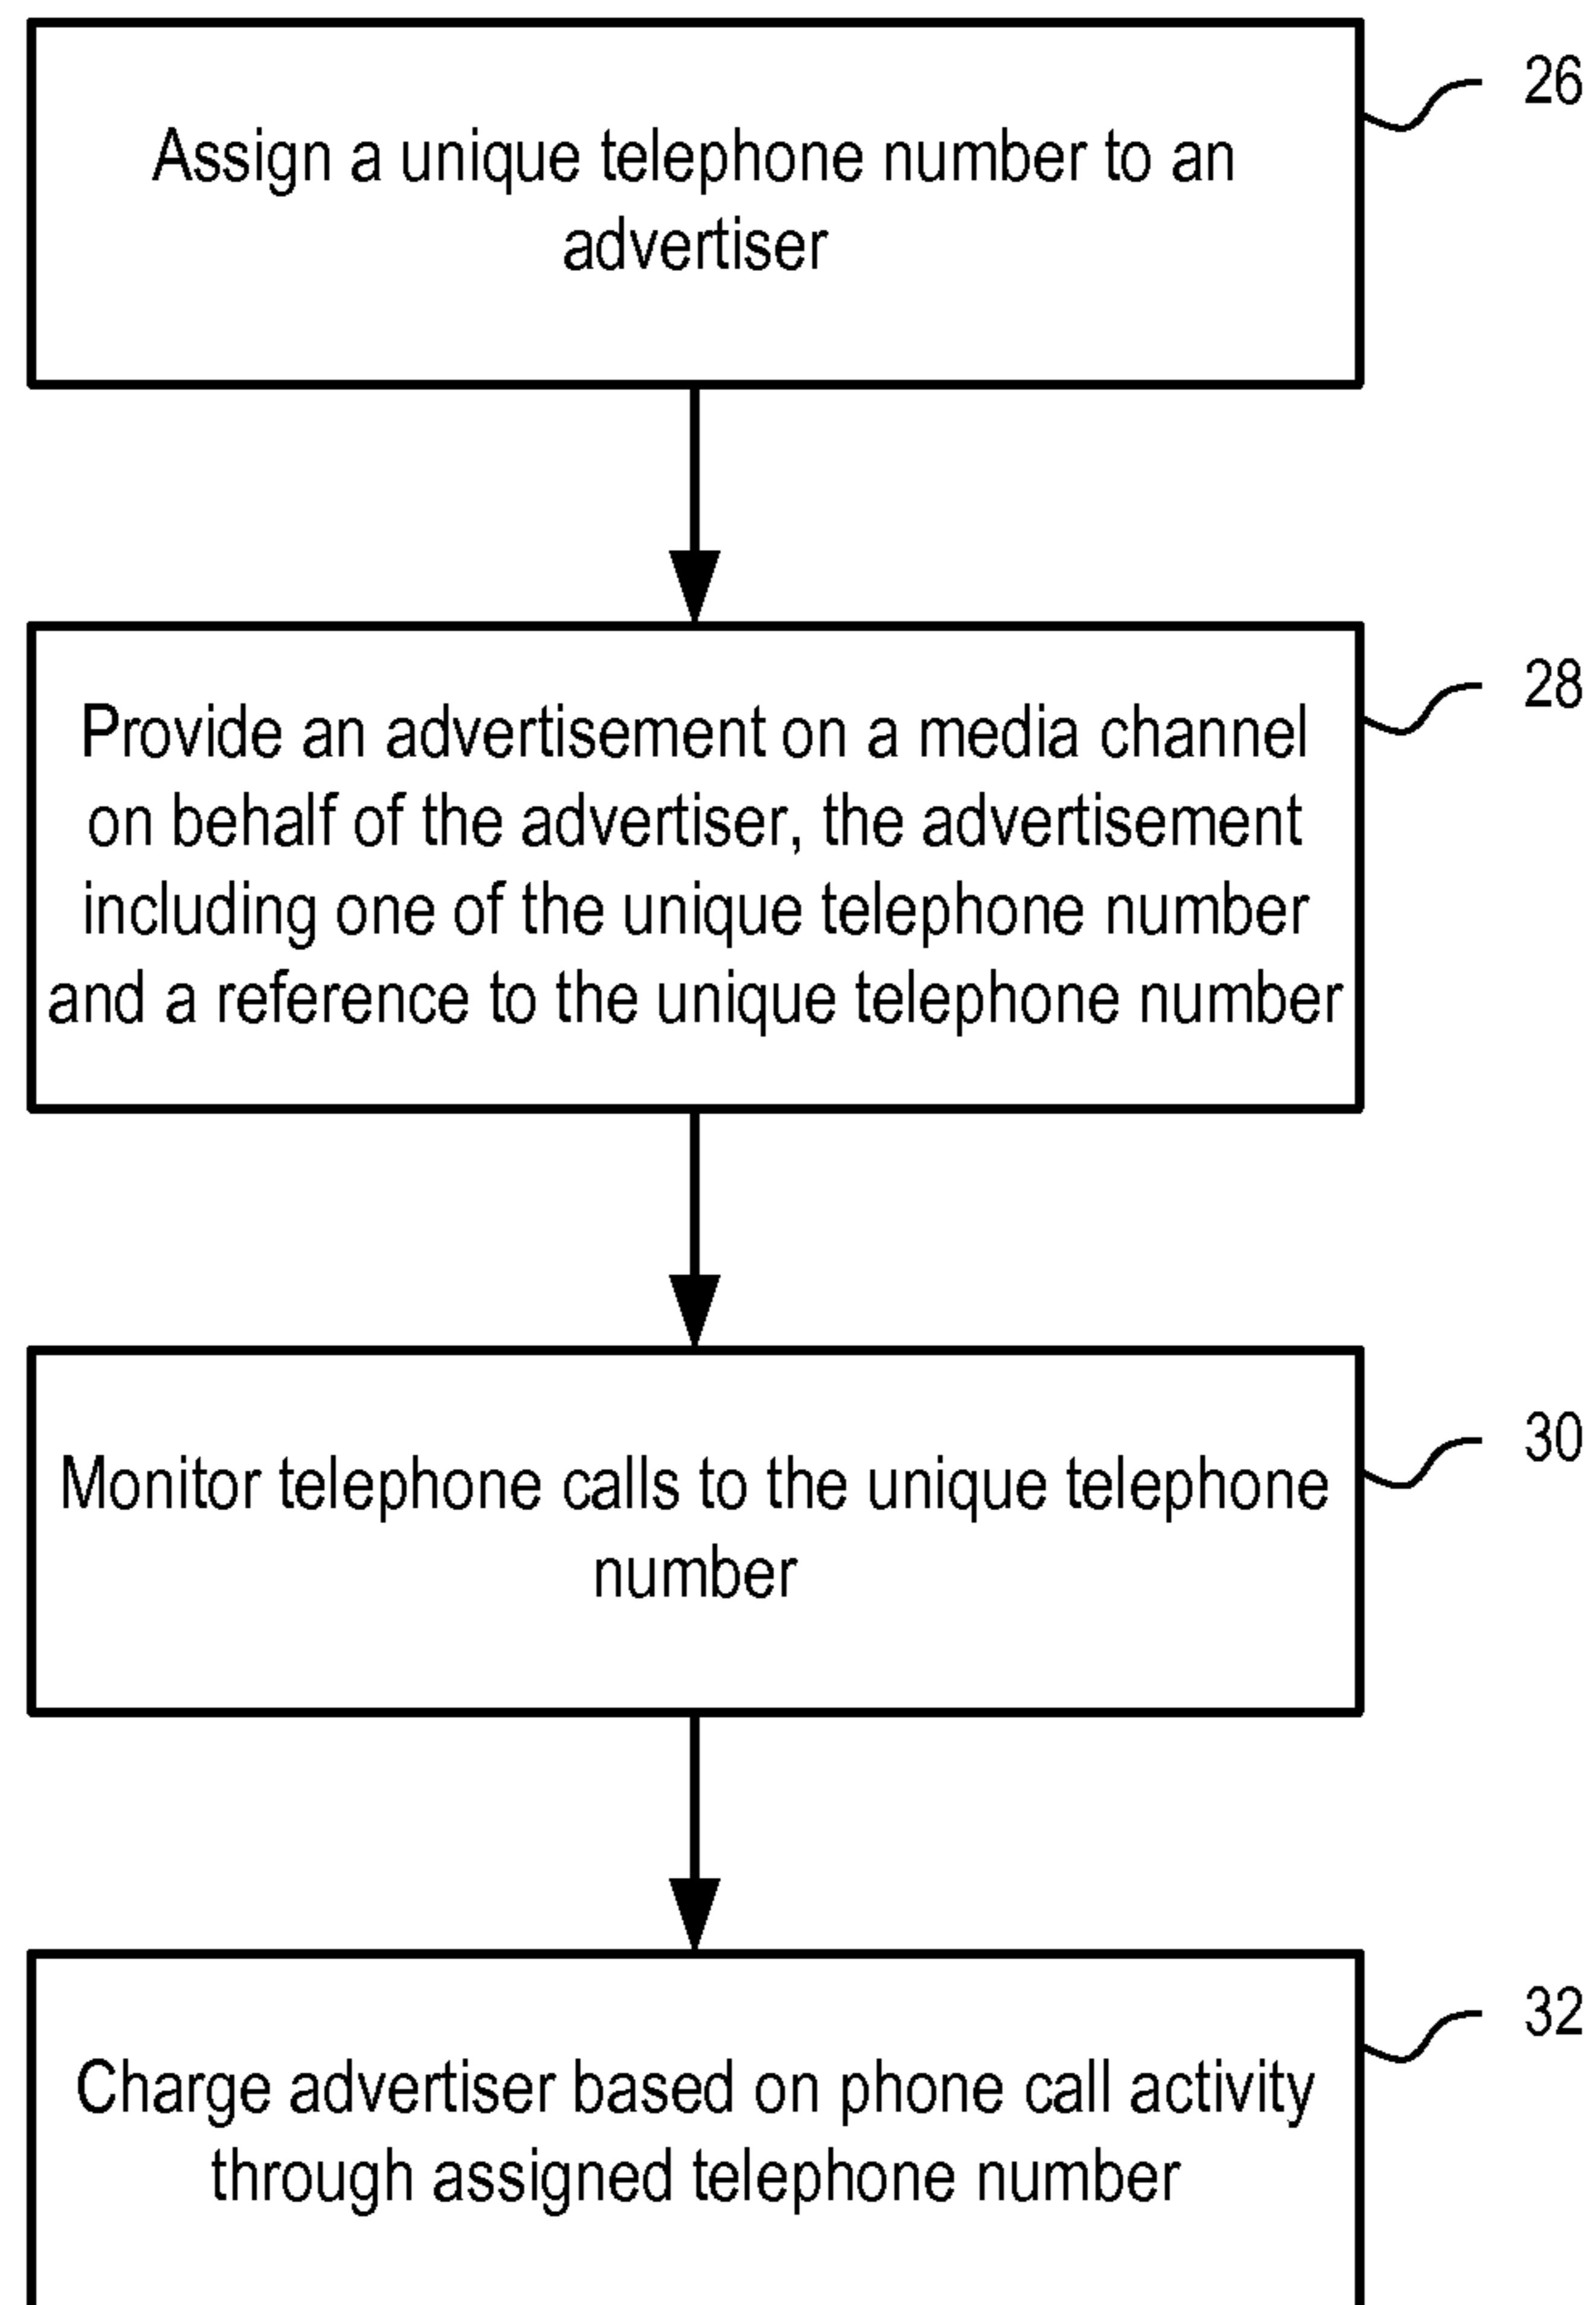 26
Assign a unique telephone number to an
advertiser
28
Provide an advertisement on a media channel
on behalf of the advertiser, the advertisement
including one of the unique telephone number
and a reference to the unique telephone number
30
Monitor telephone calls to the unique telephone
number
32
Charge advertiser based on phone call activity
through assigned telephone number